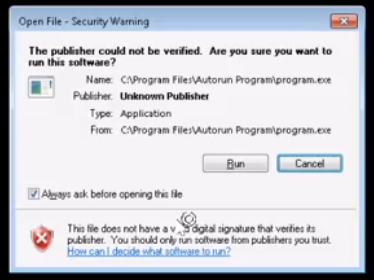 Open File - Security Warning
The publisher could not be verified. Are you sure you want to
run this software?
Name: C:\Program Files\Autorun Program\program.exe
Publisher: Unknown Publisher
Type: Application
From: C:\Program Files\Autorun Program\program.exe
Run Cancel
Always ask before opening this file
This file does not have a digital signature that verifies its
publisher. You should only run software from publishers you trust.
How can I decide what software to run?